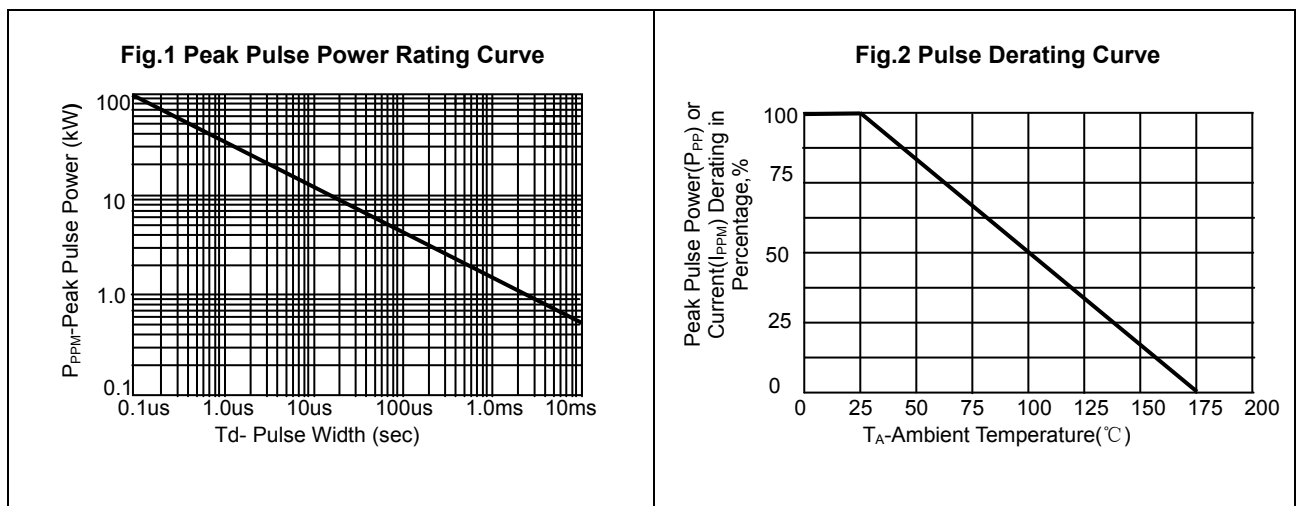 Fig.1 Peak Pulse Power Rating Curve
PPPM-Peak Pulse Power (kW)
100
10
1.0
0.1
0.1us 1.0us 10us 100us 1.0ms 10ms
Td- Pulse Width (sec)
Fig.2 Pulse Derating Curve
Peak Pulse Power(PPP) or
Current(IPPM) Derating in
Percentage,%
100
75
50
25
0
0 25 50 75 100 125 150 175 200
TA-Ambient Temperature(℃)